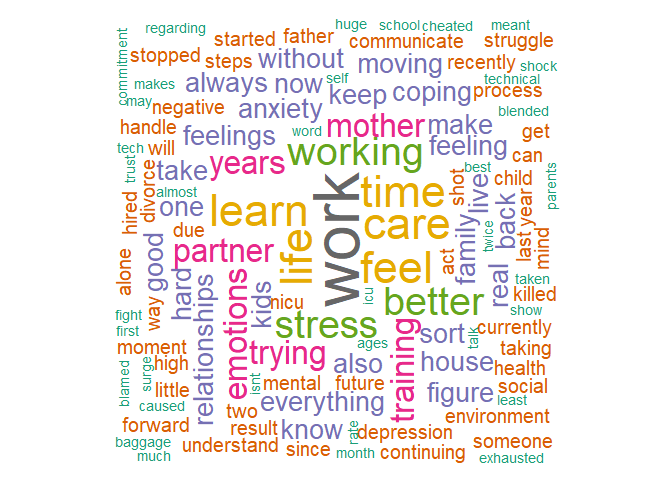 regarding
huge
school
cheated
meant
started
father
communicate
struggle
commitment
stopped
steps
without
moving
recently
shock
makes
always
now
self
keep
coping
technical
process
may
negative
anxiety
blended
handle
feelings
word
mother
make
get
tech
will
working
feeling
can
trust
take
years
best
child
parents
hired
divorce
almost
one
learn
work
time
shot
live
back
last year
due
care
twice
mind
alone
good
partner
life
feel
act
family
real
taken
killed
way
hard
relationships
emotions
kids
nicu
icu
better
show
fight
first
stress
training
sort
talk
currently
moment
trying
ages
also
house
taking
blamed
surge
high
isnt
mental
future
health
social
caused
little
everything
figure
least
two
environment
forward
result
know
rate
depression
someone
baggage
much
understand
since
month
continuing
exhausted